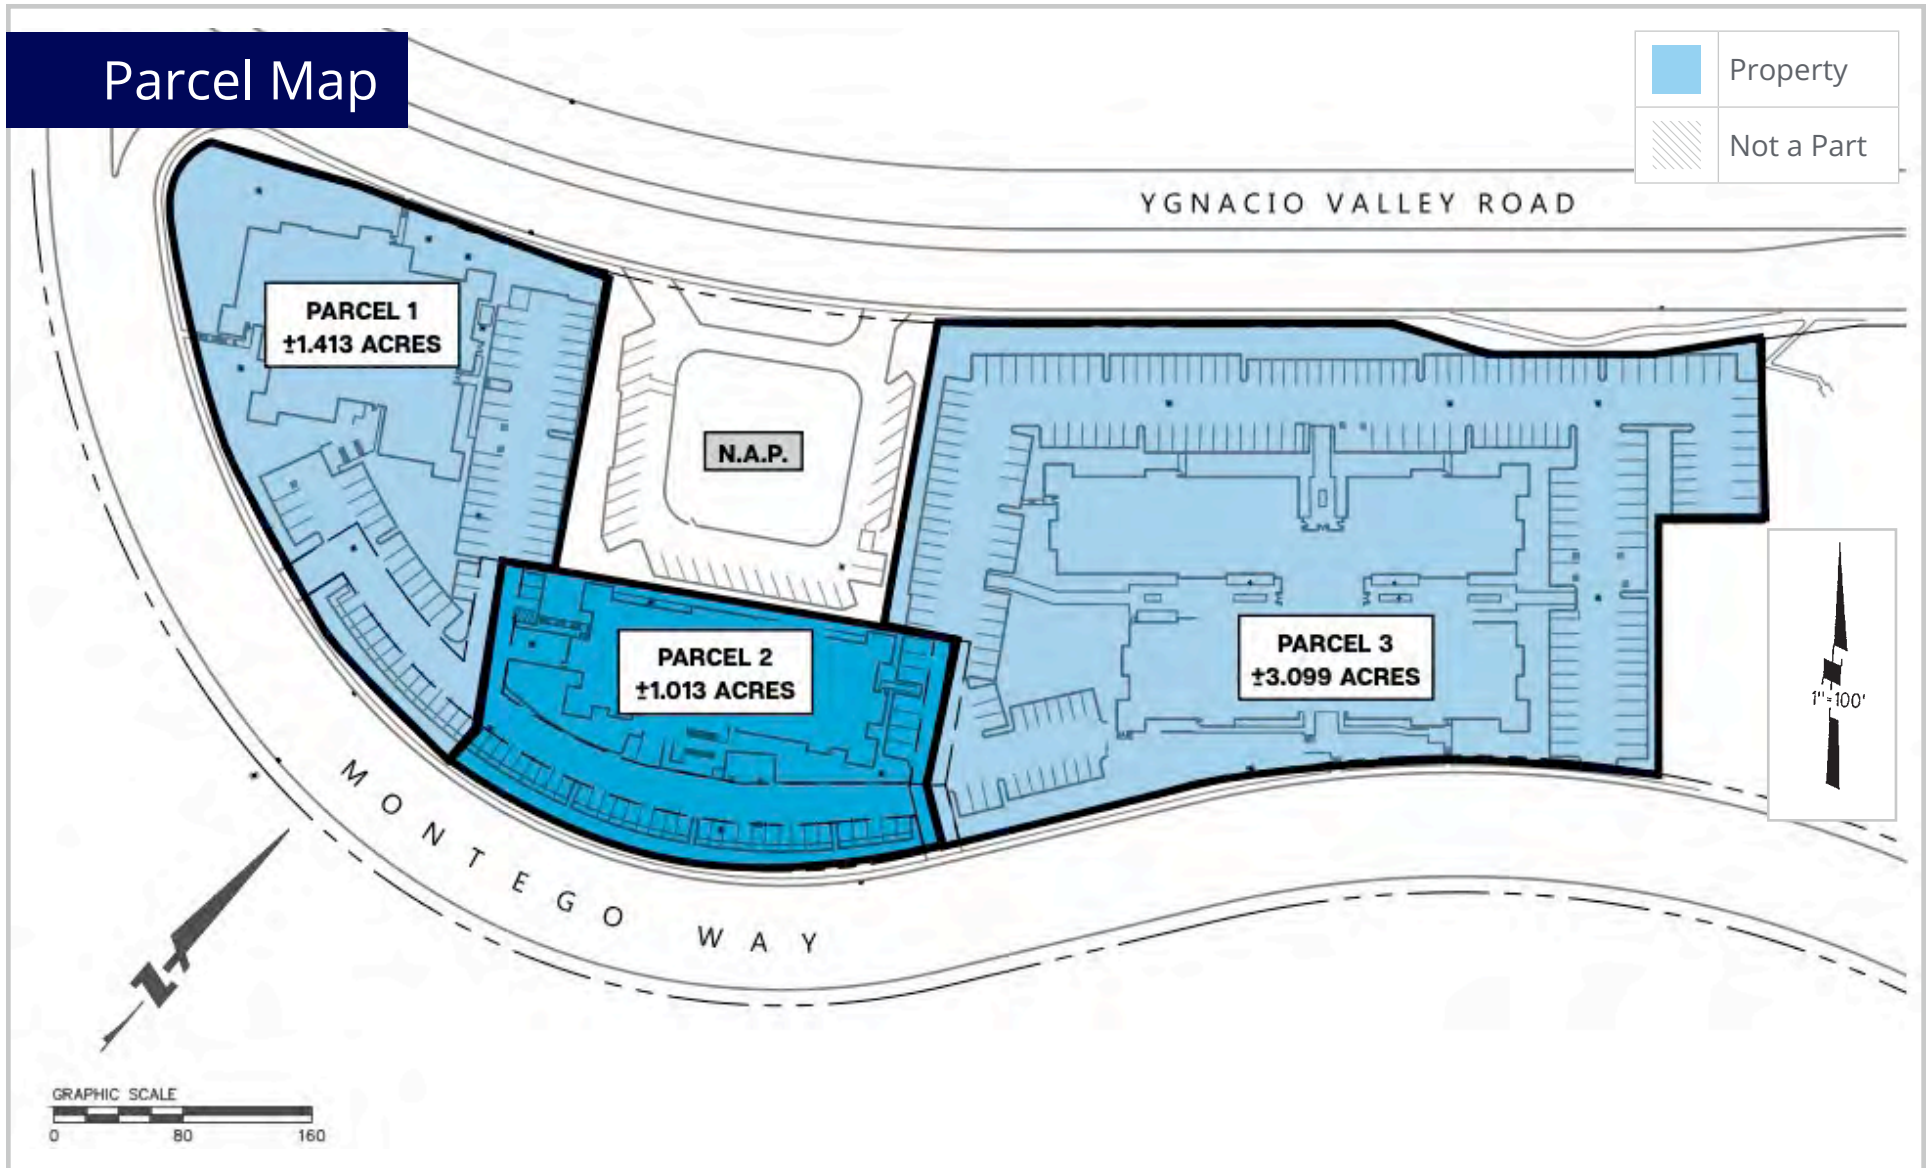 Parcel Map
Property
Not a Part
YGNACIO VALLEY ROAD
PARCEL 1
±1.413 ACRES
N.A.P.
PARCEL 2
±1.013 ACRES
PARCEL 3
±3.099 ACRES
1"=100'
MONTEGO WAY
N
GRAPHIC SCALE
0 80 160